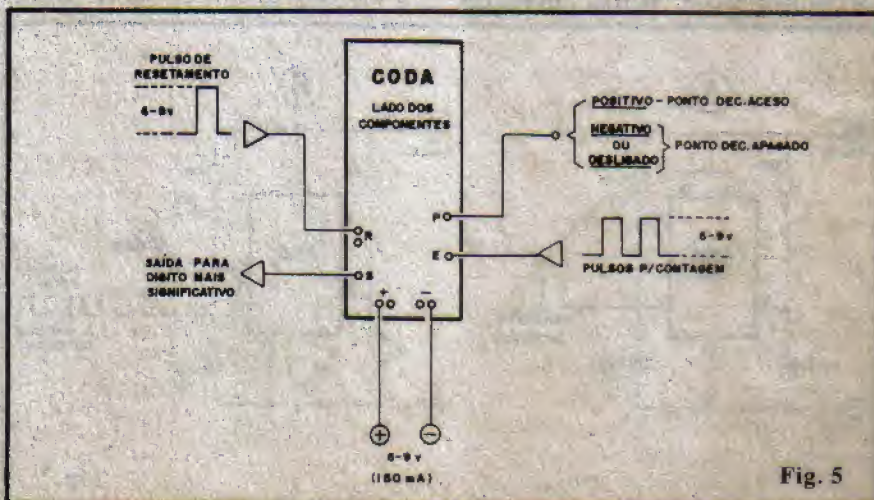 PULSO DE
RESETAMENTO
6-9v
CODA
LADO DOS
COMPONENTES
POSITIVO - PONTO DEC. ACESO
NEGATIVO
OU
DESLIGADO
PONTO DEC. APAGADO
P
R
E
6-9v
PULSOS P/CONTAGEM
SAÍDA PARA
DIGITO MAIS
SIGNIFICATIVO
S
+ -
+ -
6-9v
(150 mA)
Fig. 5